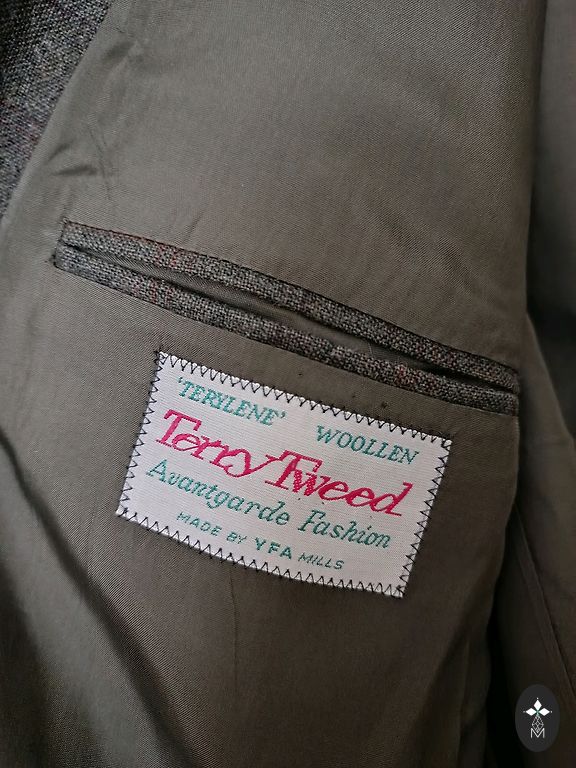 'TERYLENE' WOOLLEN
Terry Tweed
Avantgarde Fashion
MADE BY YFA MILLS
M